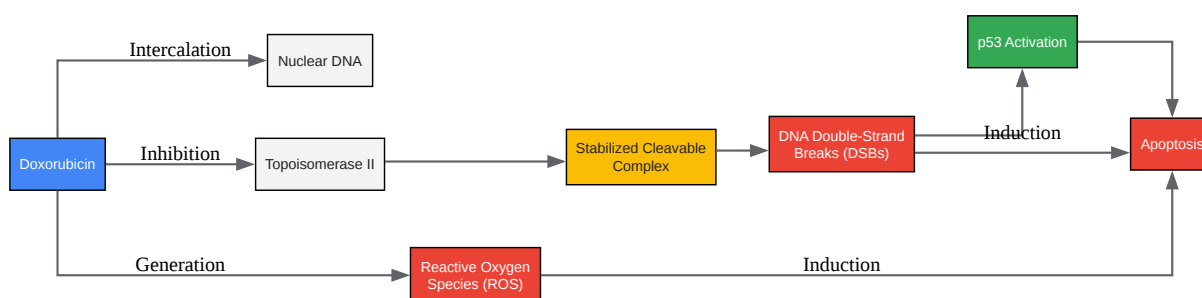 p53 Activation
Intercalation
Nuclear DNA
Doxorubicin
Inhibition
Topoisomerase II
Stabilized Cleavable
Complex
DNA Double-Strand
Breaks (DSBs)
Induction
Apoptosis
Generation
Reactive Oxygen
Species (ROS)
Induction